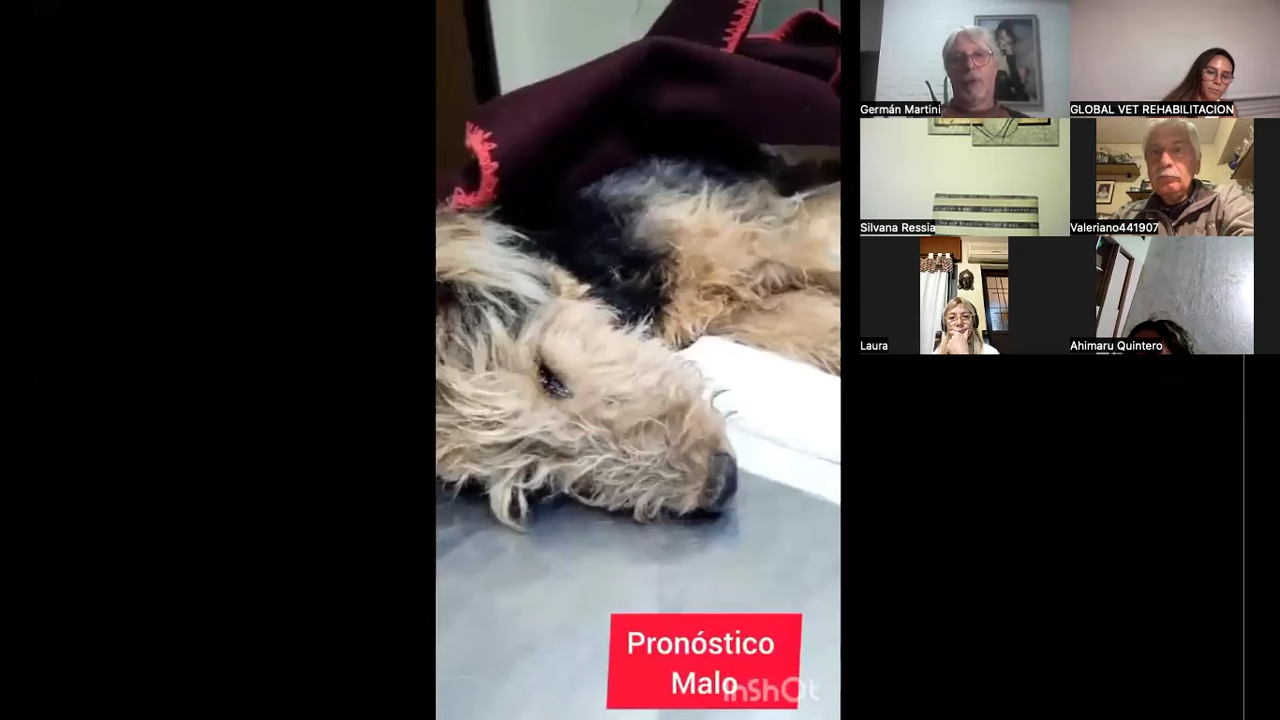 Germán Martini
GLOBAL VET REHABILITACION
Silvana Ressia
Valeriano441907
Laura
Ahimaru Quintero
Pronóstico
Malo
InShOt